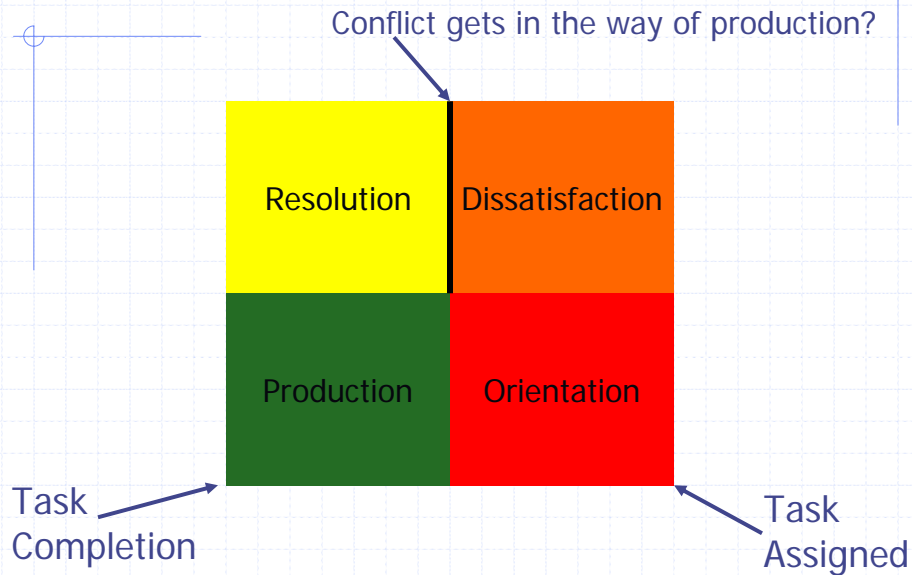 Conflict gets in the way of production?
Resolution
Dissatisfaction
Production
Orientation
Task
Completion
Task
Assigned